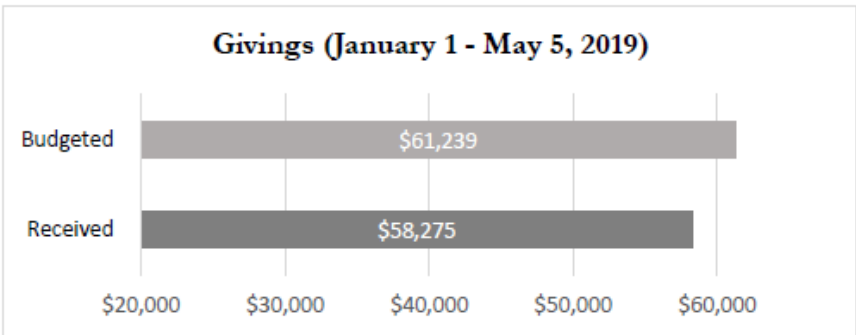 Givings (January 1 - May 5, 2019)
Budgeted
$61,239
Received
$58,275
$20,000 $30,000 $40,000 $50,000 $60,000